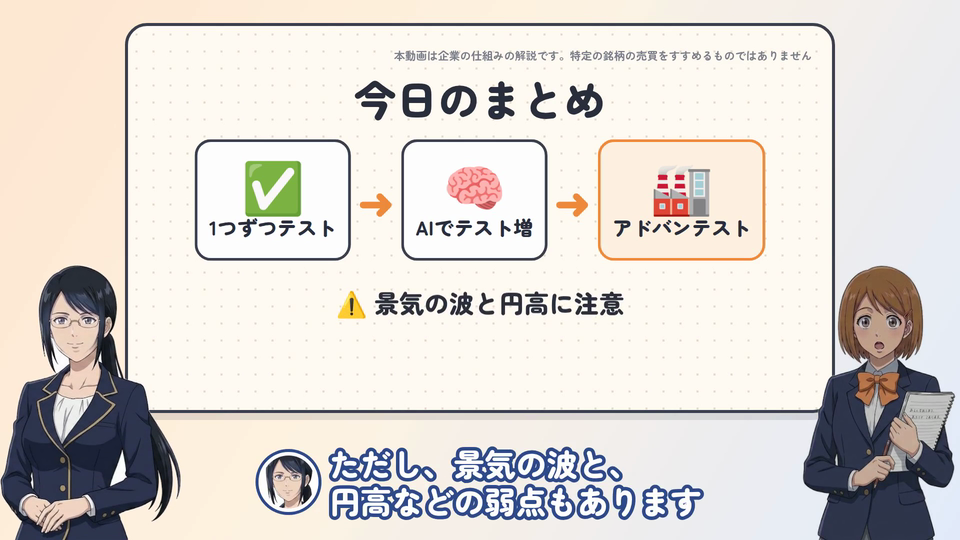 本動画は企業の仕組みの解説です。特定の銘柄の売買をすすめるものではありません
今日のまとめ
1つずつテスト
AIでテスト増
アドバンテスト
景気の波と円高に注意
ただし、景気の波と、
円高などの弱点もあります